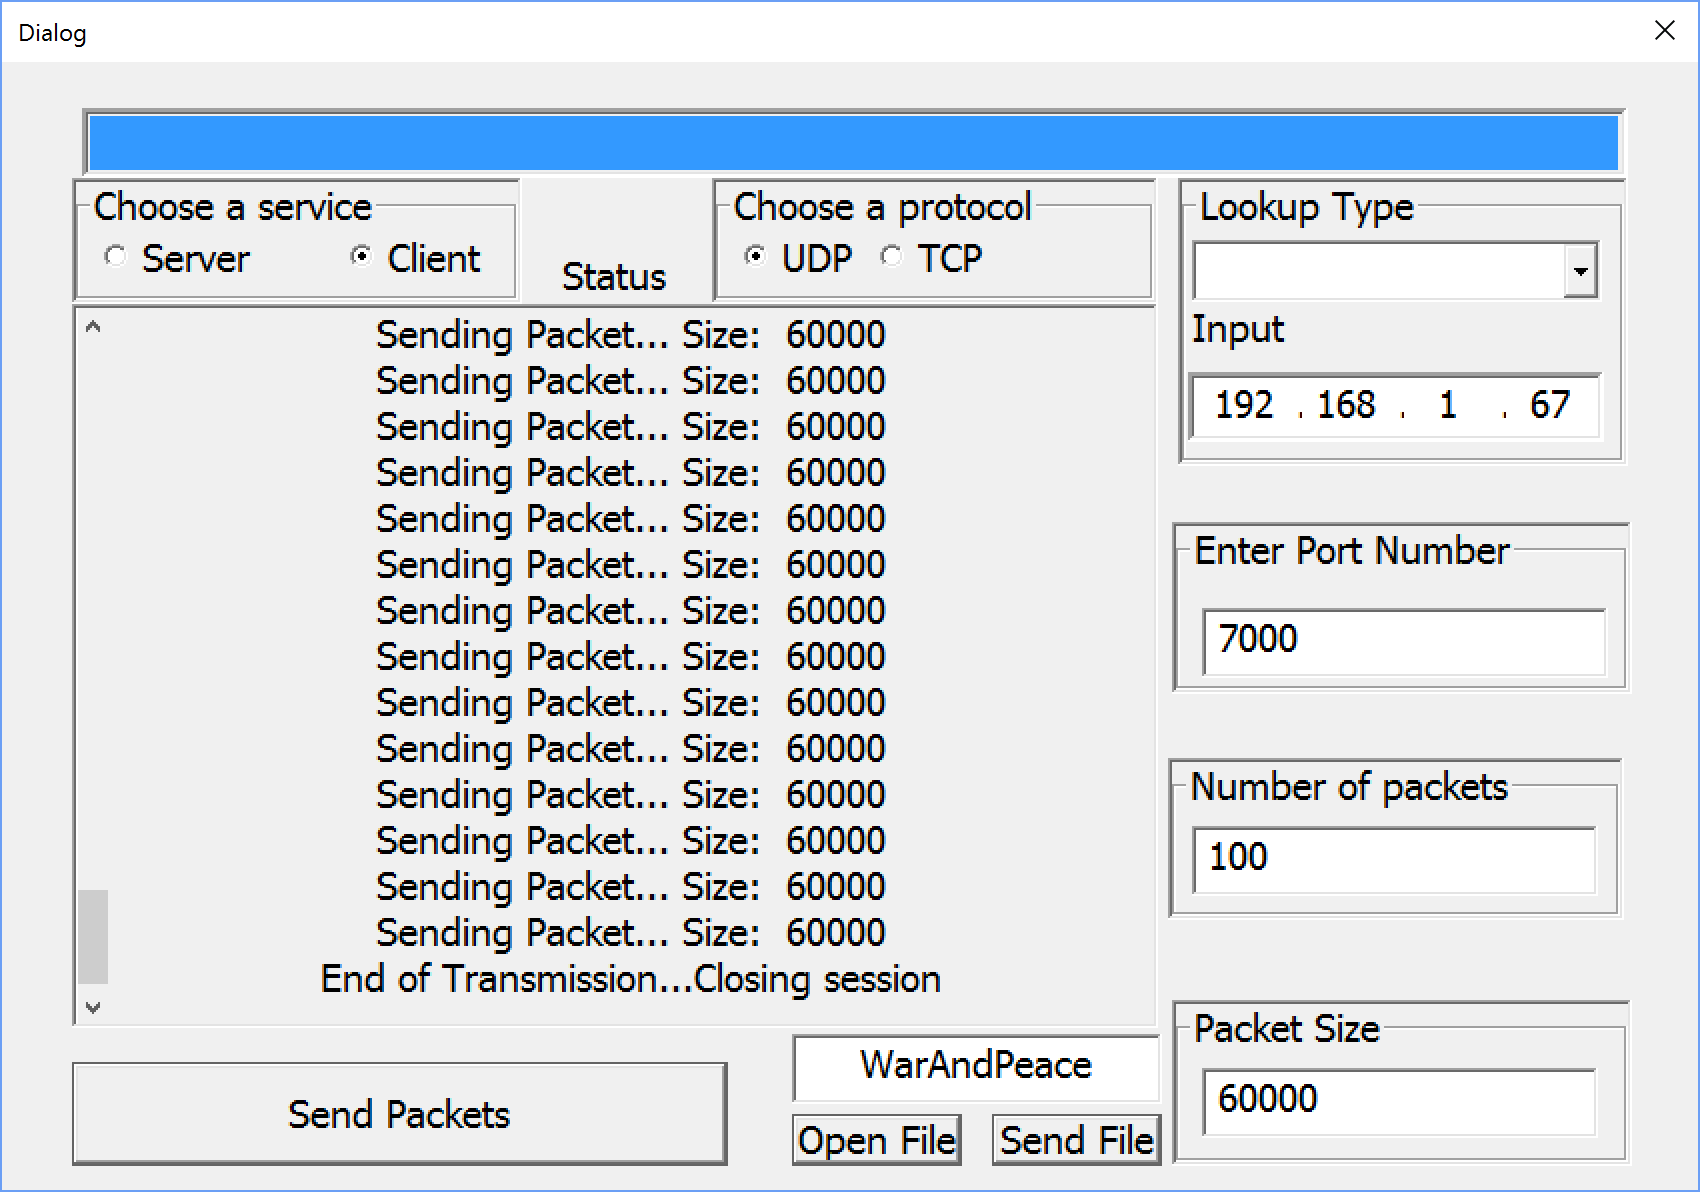 Dialog
Choose a service
Server Client
Status
Choose a protocol
UDP TCP
Lookup Type
Input
192 . 168 . 1 . 67
Sending Packet... Size: 60000
Sending Packet... Size: 60000
Sending Packet... Size: 60000
Sending Packet... Size: 60000
Sending Packet... Size: 60000
Sending Packet... Size: 60000
Sending Packet... Size: 60000
Sending Packet... Size: 60000
Sending Packet... Size: 60000
Sending Packet... Size: 60000
Sending Packet... Size: 60000
Sending Packet... Size: 60000
Sending Packet... Size: 60000
Sending Packet... Size: 60000
End of Transmission...Closing session
Enter Port Number
7000
Number of packets
100
Packet Size
60000
WarAndPeace
Send Packets
Open File
Send File